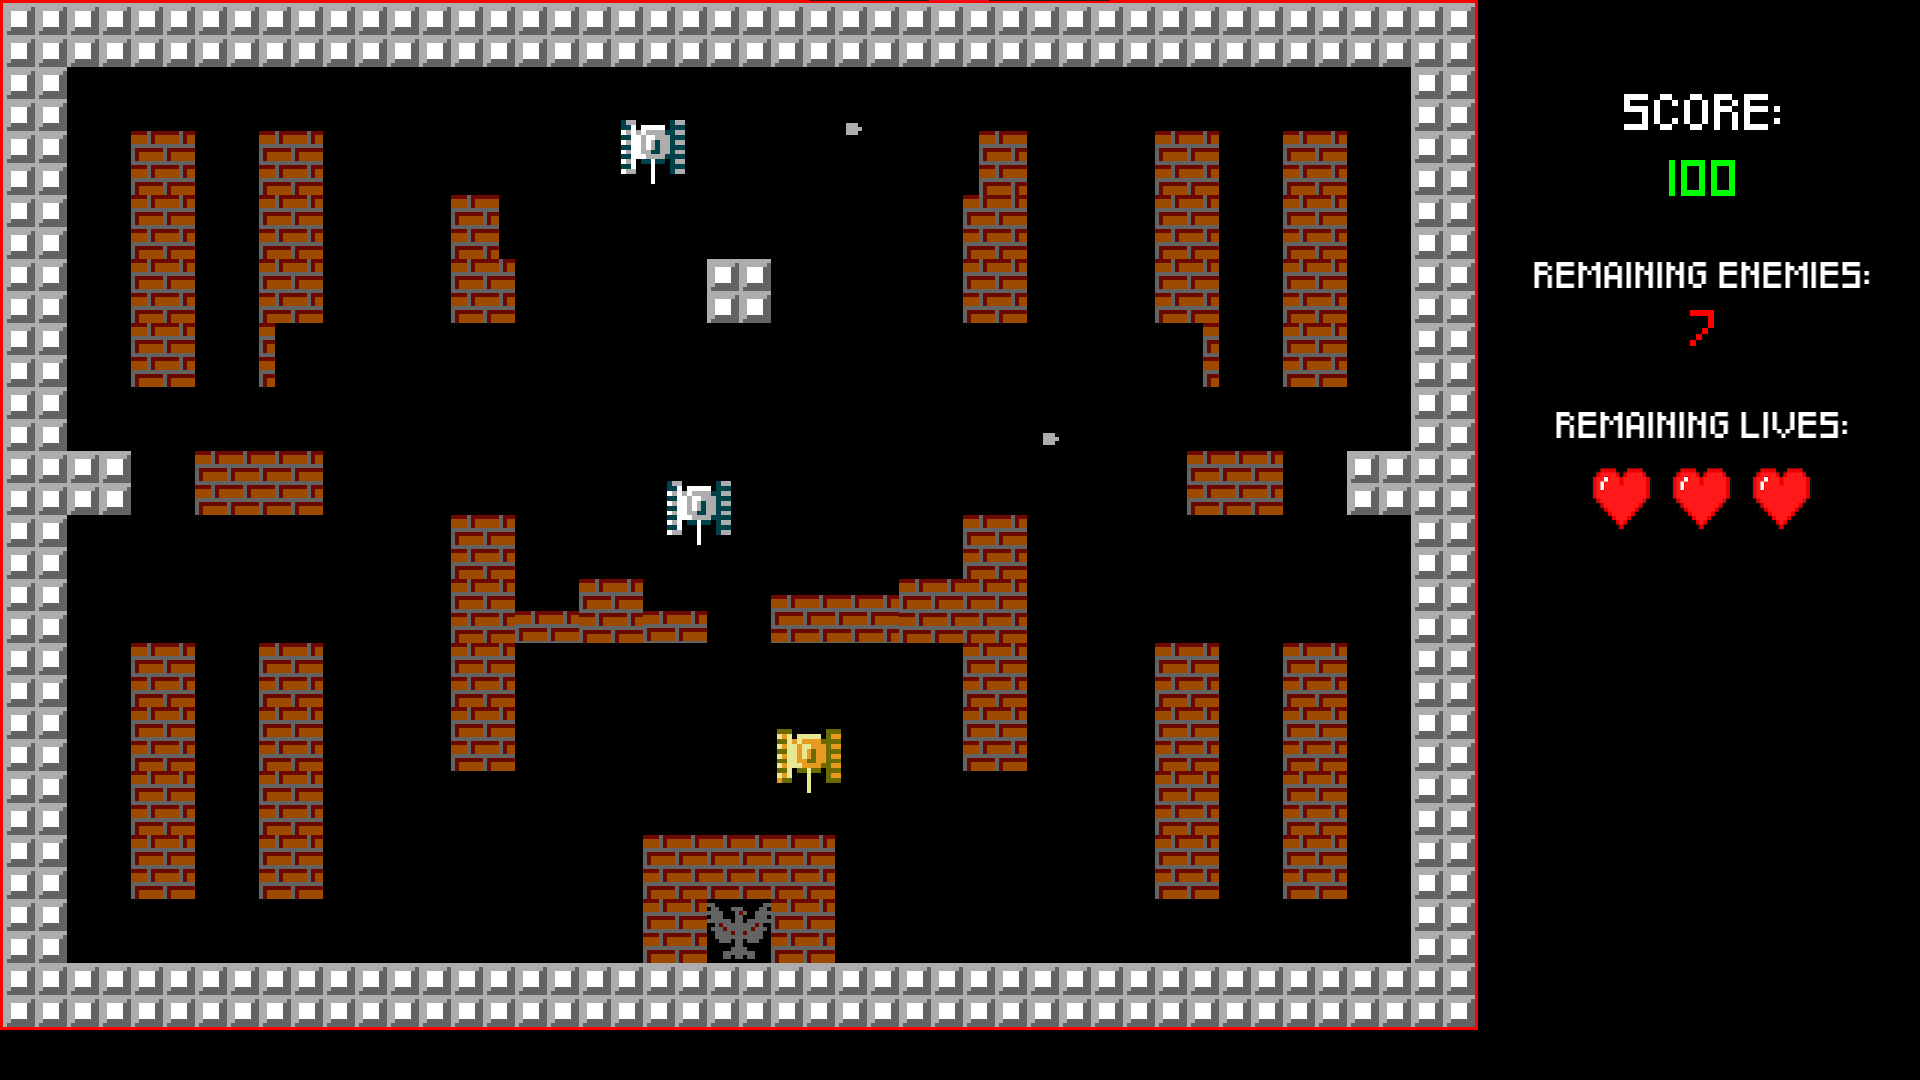 SCORE:
100
REMAINING ENEMIES:
7
REMAINING LIVES: